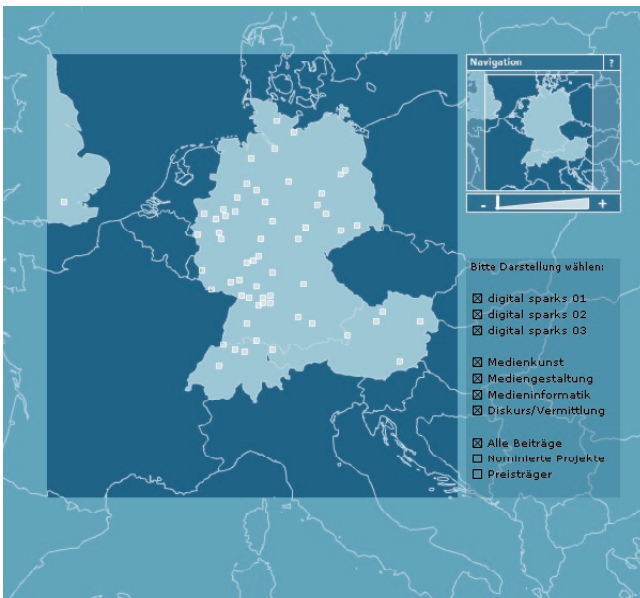 Navigation ?
- +
Bitte Darstellung wählen:
digital sparks 01
digital sparks 02
digital sparks 03
Medienkunst
Mediengestaltung
Medieninformatik
Diskurs/Vermittlung
Alle Beiträge
Nominierte Projekte
Preisträger